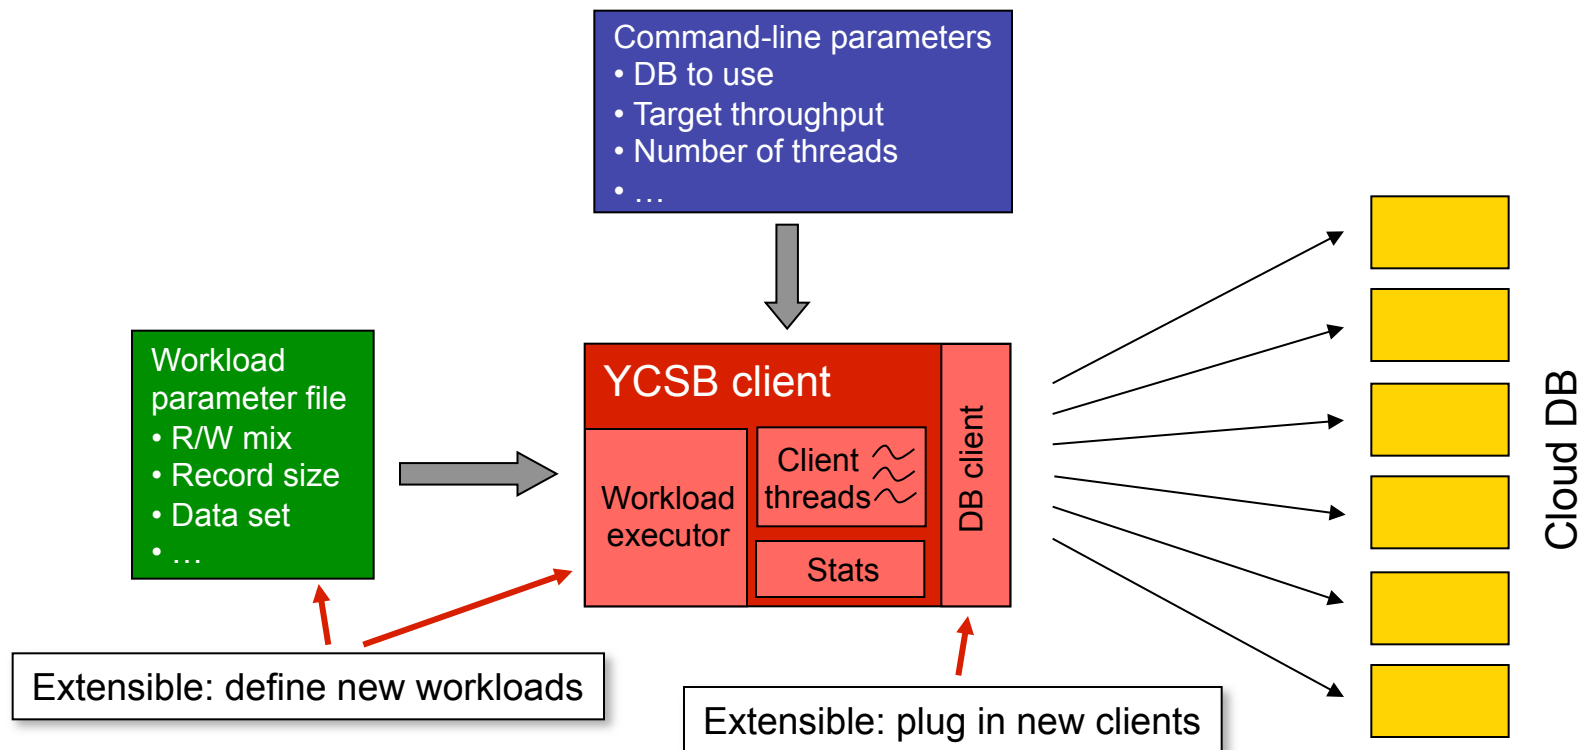 Command-line parameters
• DB to use
• Target throughput
• Number of threads
• …
Workload
parameter file
• R/W mix
• Record size
• Data set
• …
YCSB client
Workload
executor
Client
threads
Stats
DB client
Cloud DB
Extensible: define new workloads
Extensible: plug in new clients